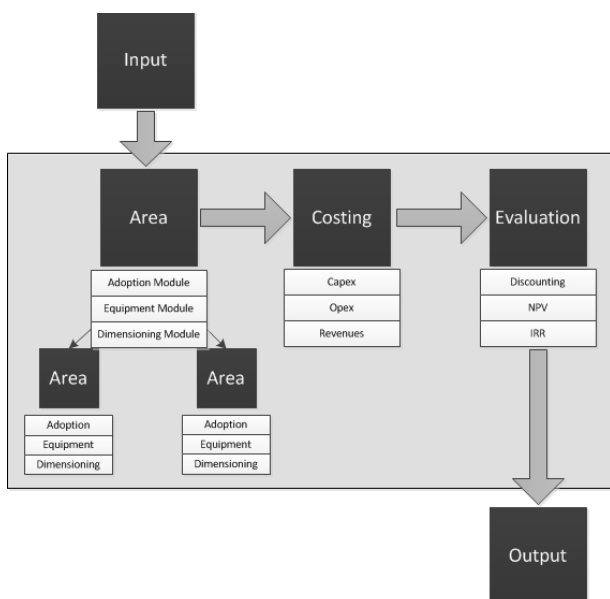 Input
Area
Costing
Evaluation
Adoption Module
Equipment Module
Dimensioning Module
Capex
Opex
Revenues
Discounting
NPV
IRR
Area
Area
Adoption
Equipment
Dimensioning
Adoption
Equipment
Dimensioning
Output